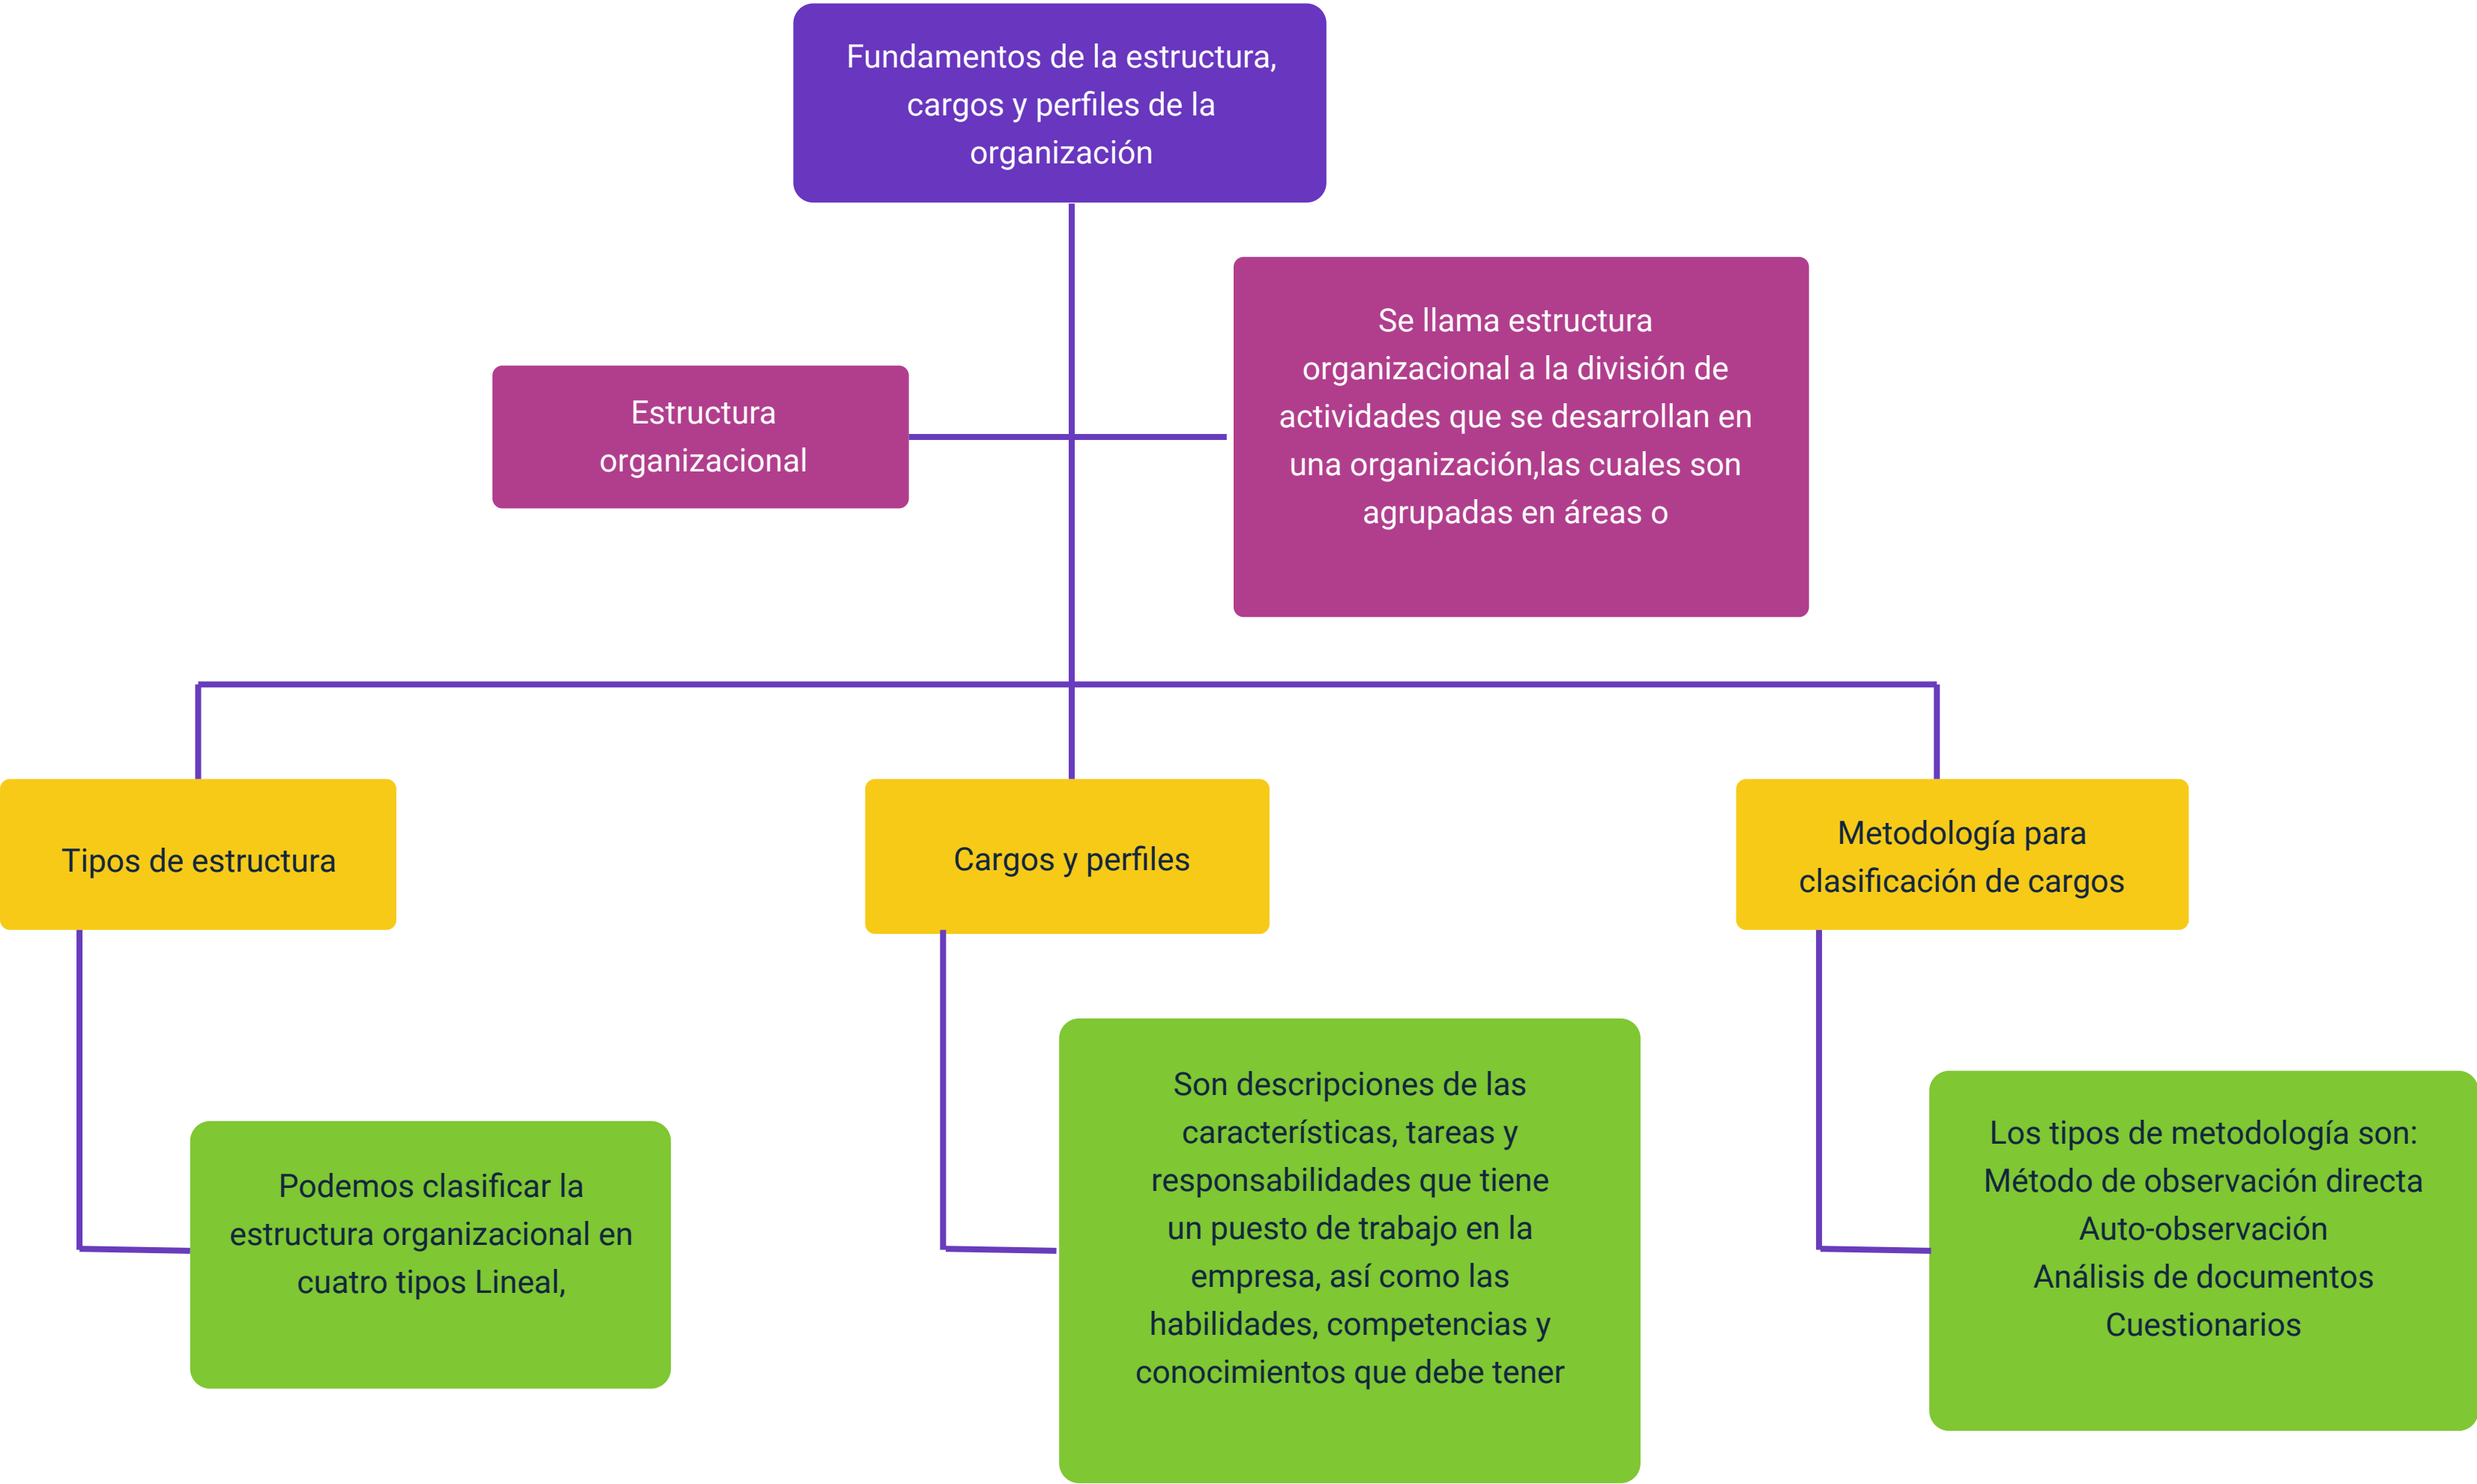 Fundamentos de la estructura,
cargos y perfiles de la
organización
Estructura
organizacional
Se llama estructura
organizacional a la división de
actividades que se desarrollan en
una organización,las cuales son
agrupadas en áreas o
Tipos de estructura
Cargos y perfiles
Metodología para
clasificación de cargos
Podemos clasificar la
estructura organizacional en
cuatro tipos Lineal,
Son descripciones de las
características, tareas y
responsabilidades que tiene
un puesto de trabajo en la
empresa, así como las
habilidades, competencias y
conocimientos que debe tener
Los tipos de metodología son:
Método de observación directa
Auto-observación
Análisis de documentos
Cuestionarios